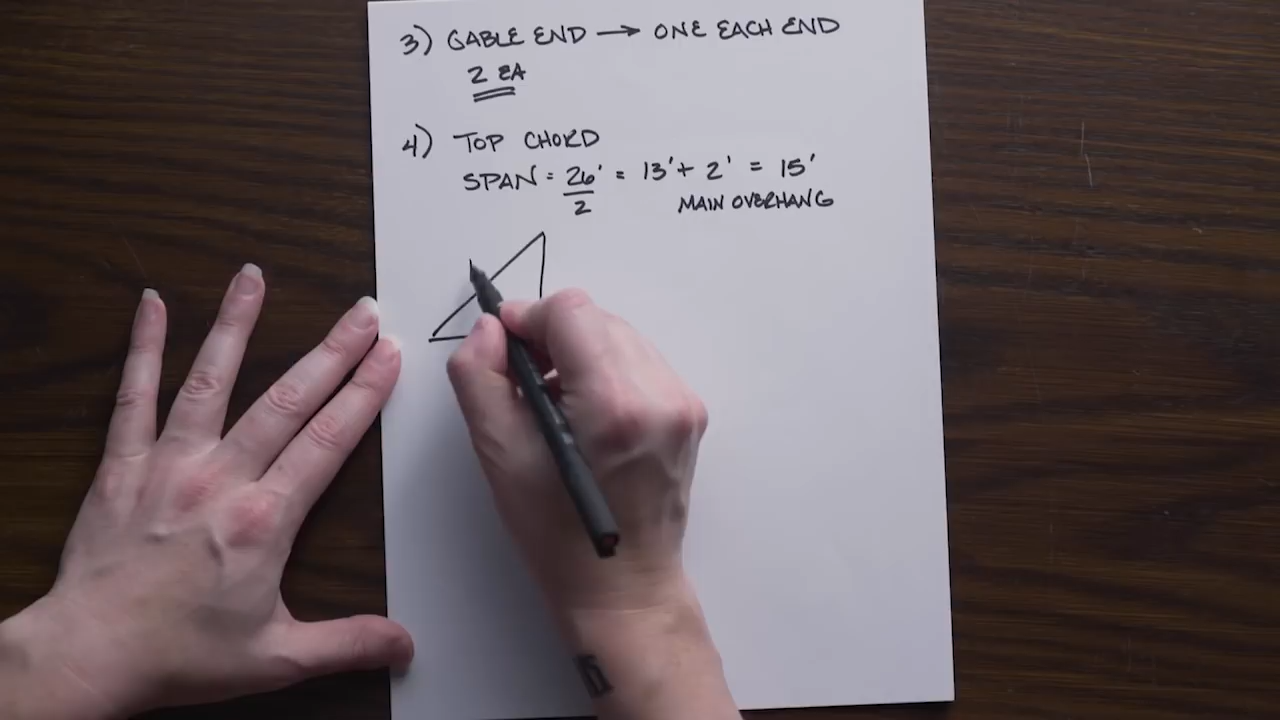 3) GABLE END → ONE EACH END
2 EA
4) TOP CHORD
SPAN = 26' = 13' + 2' = 15'
2
MAIN OVERHANG